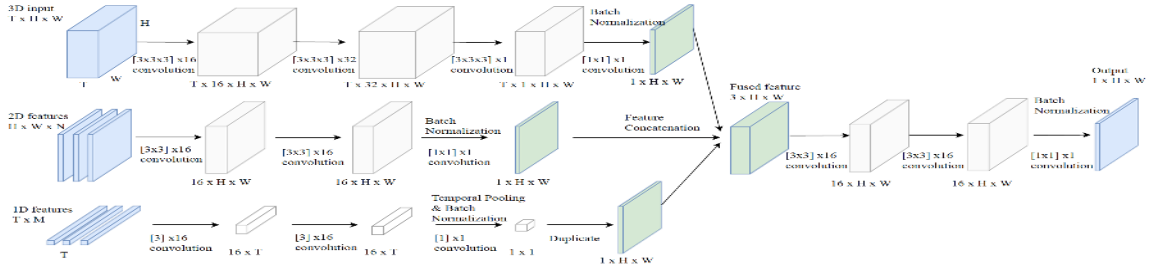 3D input
T x H x W
H
W
T
[3x3x3] x16
convolution
T x 16 x H x W
[3x3x3] x32
convolution
T x 32 x H x W
[3x3x3] x1
convolution
T x 1 x H x W
Batch
Normalization
[1x1] x1
convolution
1 x H x W
2D features
H x W x N
[3x3] x16
convolution
16 x H x W
[3x3] x16
convolution
16 x H x W
Batch
Normalization
[1x1] x1
convolution
1 x H x W
Feature
Concatenation
1D features
T x M
T
[3] x16
convolution
16 x T
[3] x16
convolution
16 x T
Temporal Pooling
& Batch
Normalization
[1] x1
convolution
1 x 1
Duplicate
1 x H x W
Fused feature
3 x H x W
[3x3] x16
convolution
16 x H x W
[3x3] x16
convolution
16 x H x W
Batch
Normalization
[1x1] x1
convolution
Output
1 x H x W